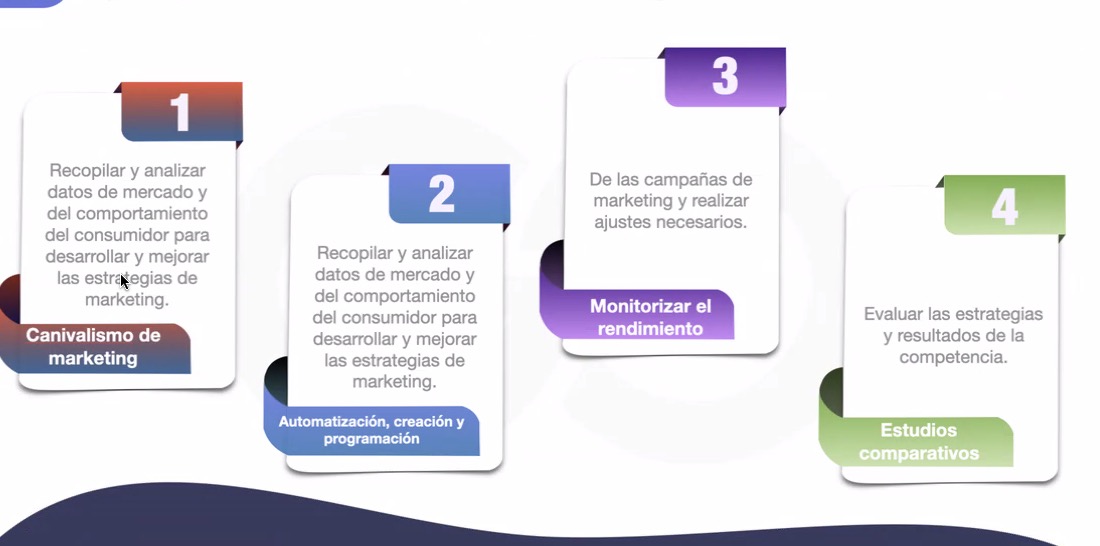 1
Recopilar y analizar
datos de mercado y
del comportamiento
del consumidor para
desarrollar y mejorar
las estrategias de
marketing.
Canivalismo de
marketing
2
Recopilar y analizar
datos de mercado y
del comportamiento
del consumidor para
desarrollar y mejorar
las estrategias de
marketing.
Automatización, creación y
programación
3
De las campañas de
marketing y realizar
ajustes necesarios.
Monitorizar el
rendimiento
4
Evaluar las estrategias
y resultados de la
competencia.
Estudios
comparativos